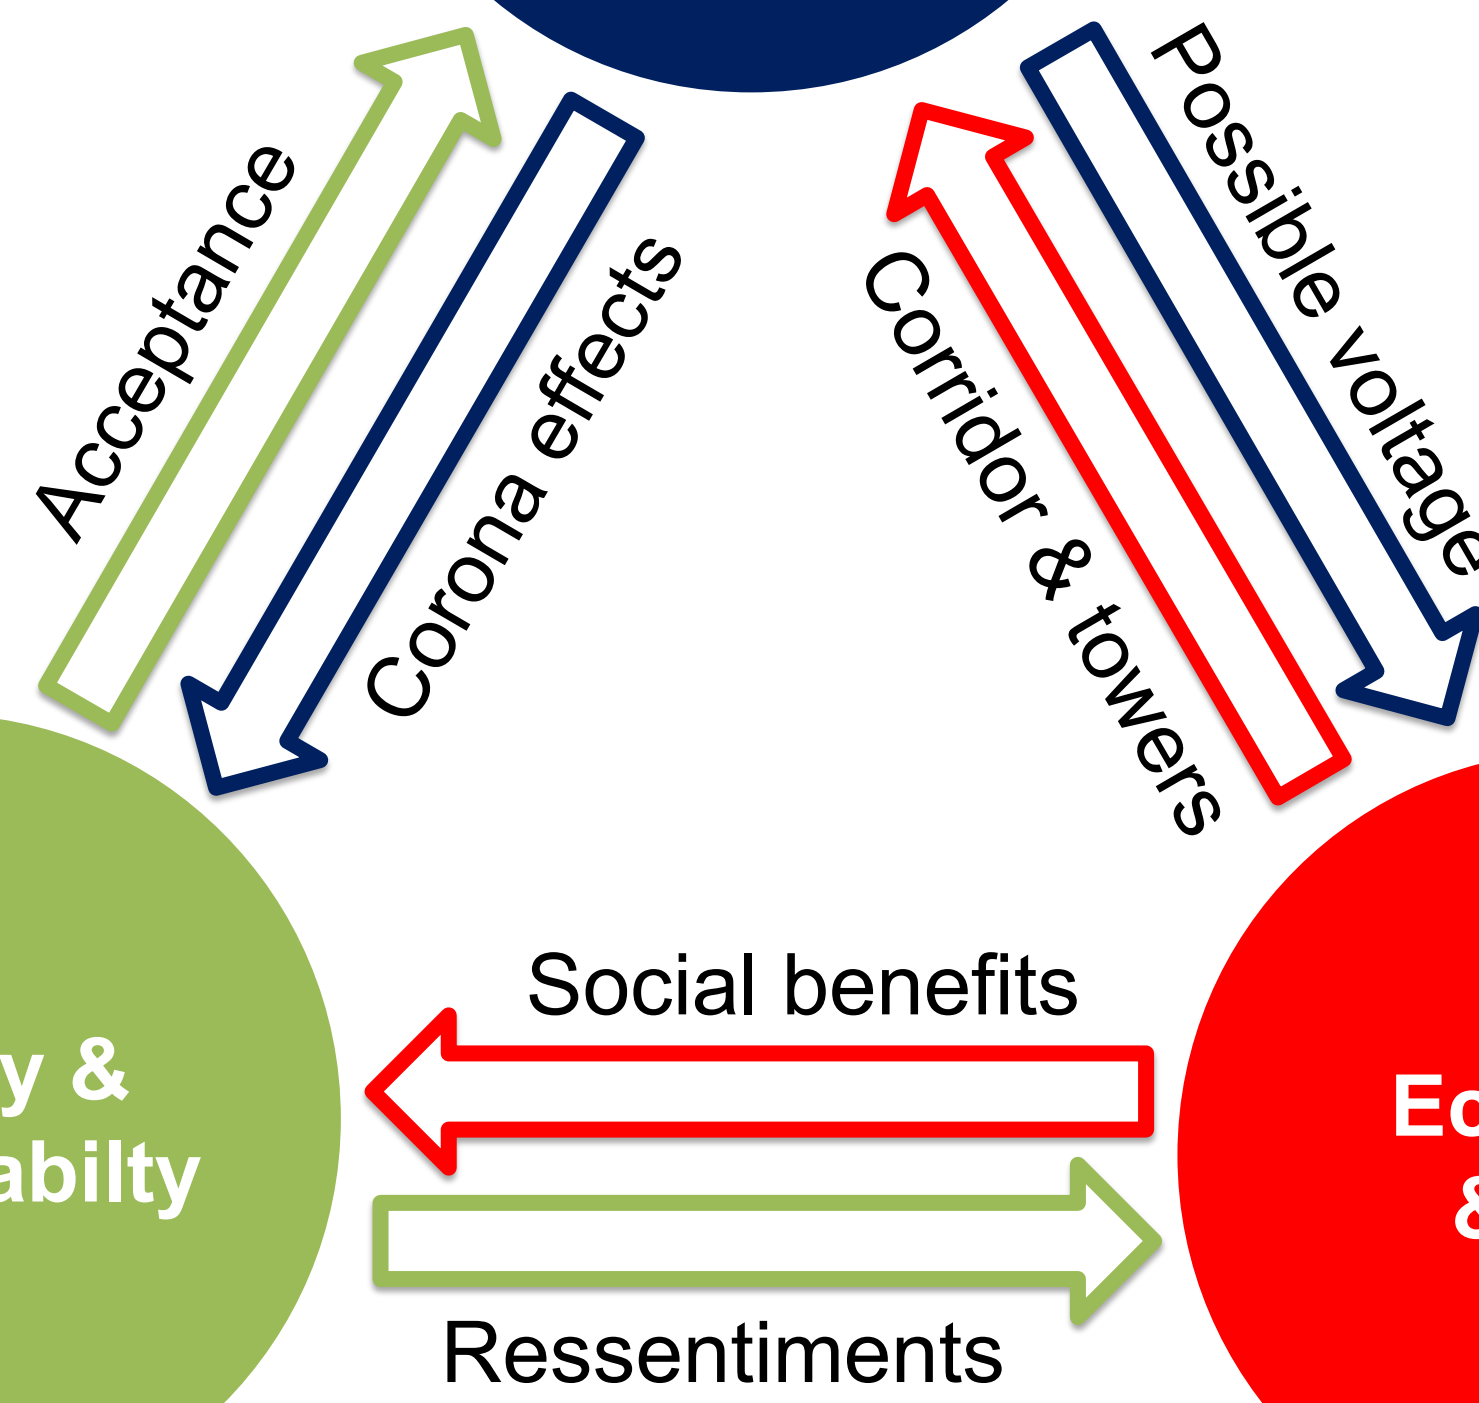 Acceptance
Corona effects
Corridor & towers
Possible voltage
Social benefits
Ressentiments
y &
abilty
Ec
&